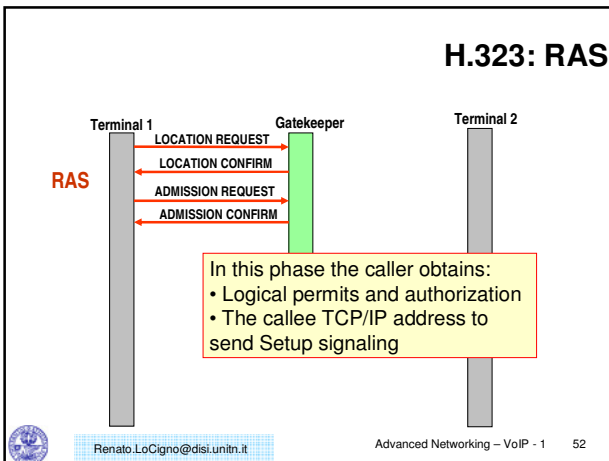 H.323: RAS
Terminal 1
Gatekeeper
Terminal 2
LOCATION REQUEST
LOCATION CONFIRM
RAS
ADMISSION REQUEST
ADMISSION CONFIRM
In this phase the caller obtains:
• Logical permits and authorization
• The callee TCP/IP address to
send Setup signaling
Renato.LoCigno@disi.unitn.it
Advanced Networking – VoIP - 1 52